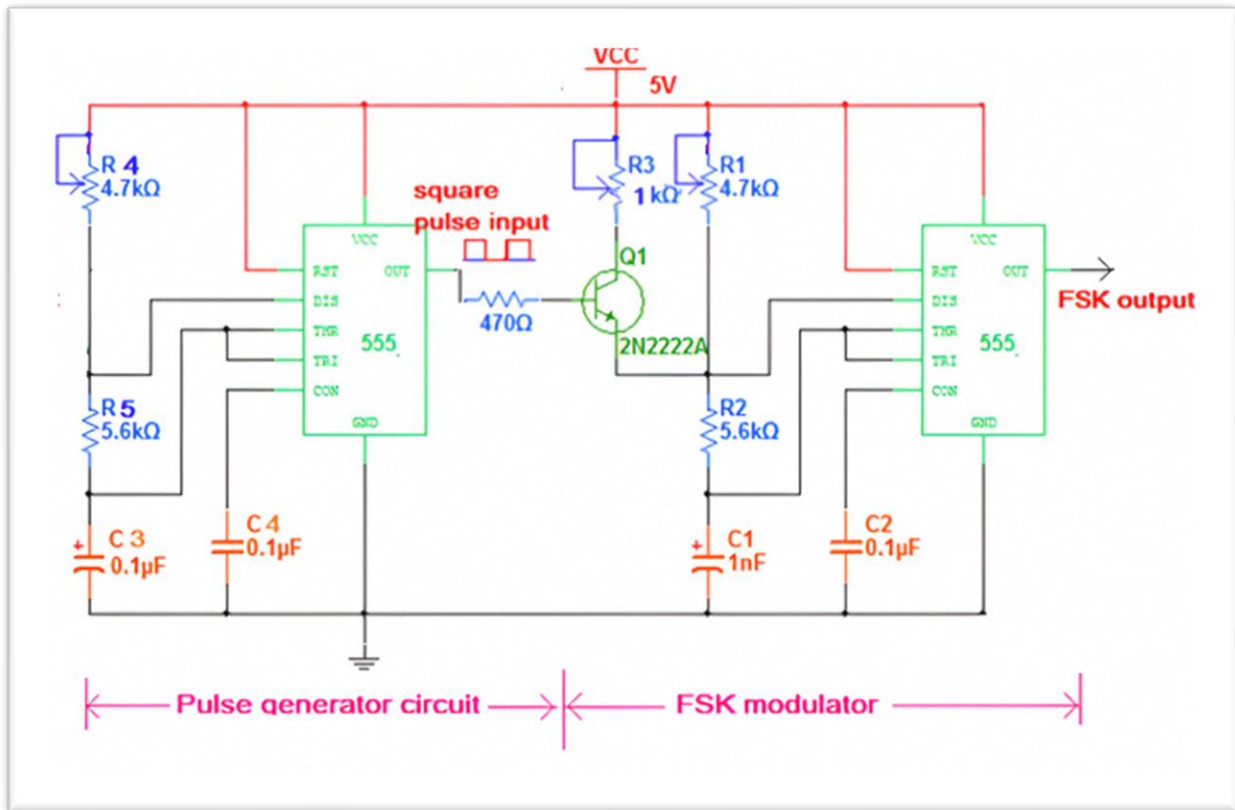 VCC
5V
R 4
4.7kΩ
R3
1 kΩ
R1
4.7kΩ
square
pulse input
VCC
RST
OUT
DIS
THR
555
TRI
CON
GND
470Ω
Q1
2N2222A
VCC
RST
OUT
DIS
THR
555
TRI
CON
GND
FSK output
R 5
5.6kΩ
R2
5.6kΩ
C 3
0.1µF
C 4
0.1µF
C1
1nF
C2
0.1µF
Pulse generator circuit
FSK modulator